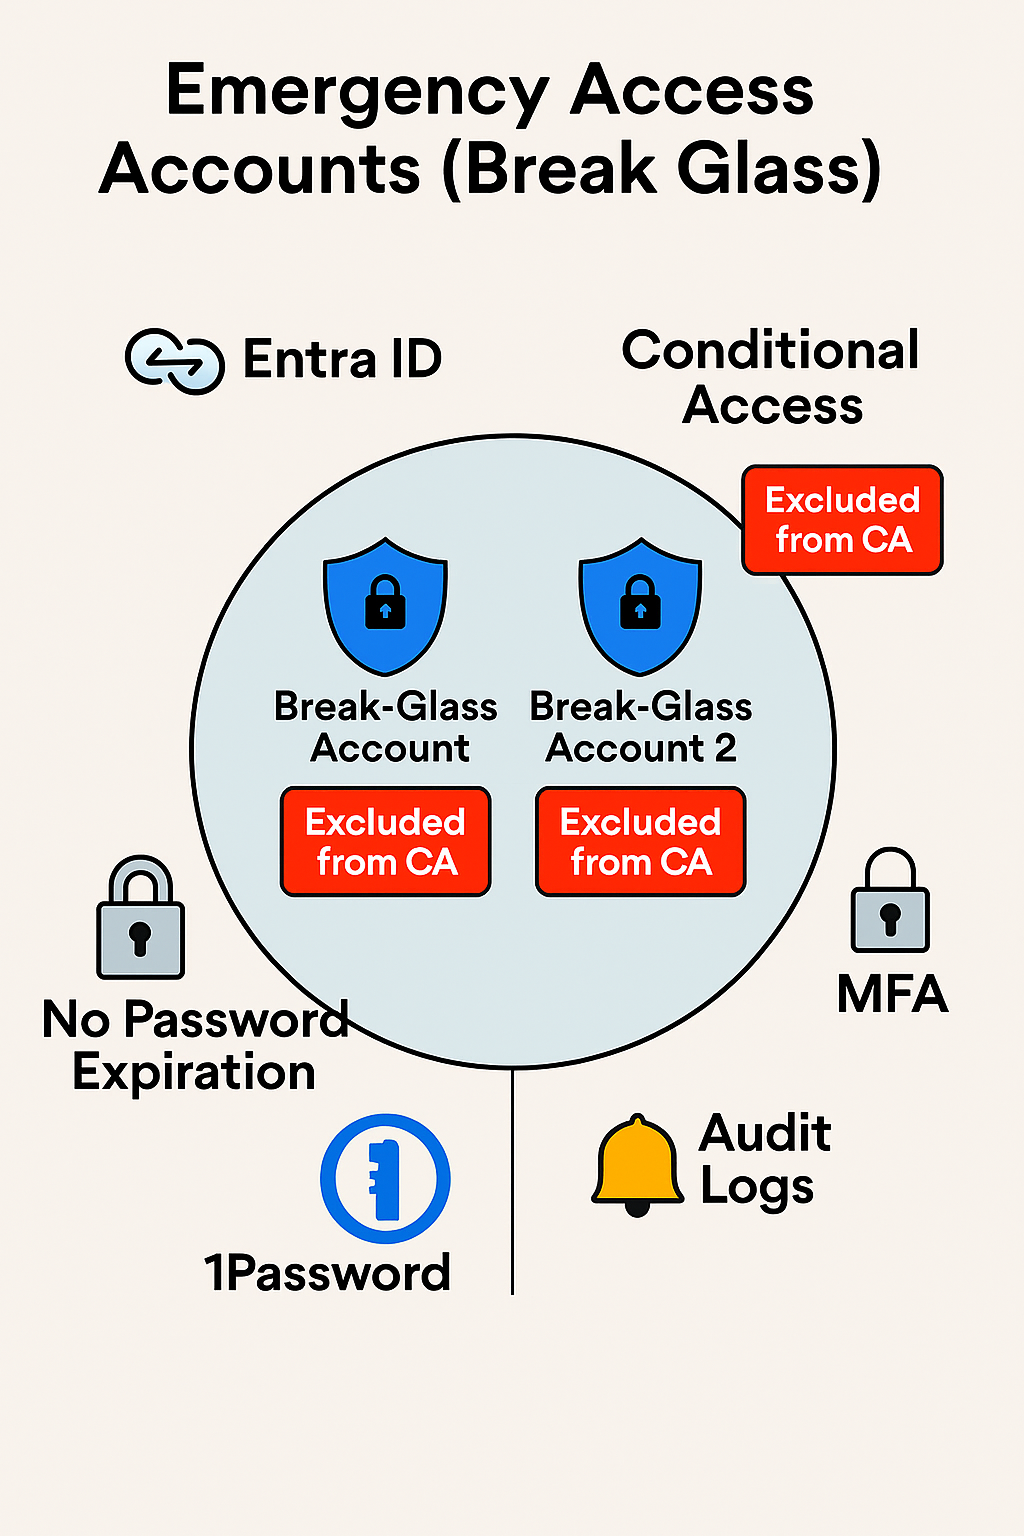 Emergency Access
Accounts (Break Glass)
Entra ID
Conditional
Access
Excluded
from CA
Break-Glass
Account
Break-Glass
Account 2
Excluded
from CA
Excluded
from CA
No Password
Expiration
MFA
1Password
Audit
Logs